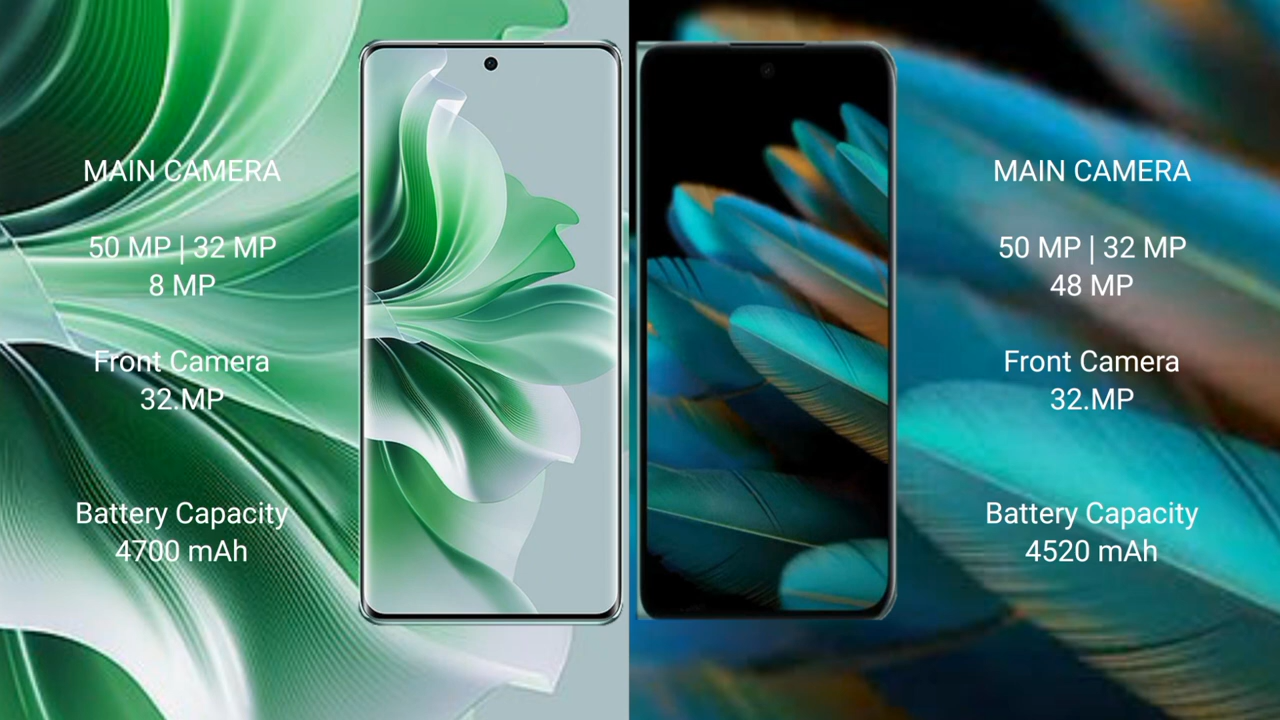 MAIN CAMERA
50 MP | 32 MP
8 MP
Front Camera
32.MP
Battery Capacity
4700 mAh
MAIN CAMERA
50 MP | 32 MP
48 MP
Front Camera
32.MP
Battery Capacity
4520 mAh